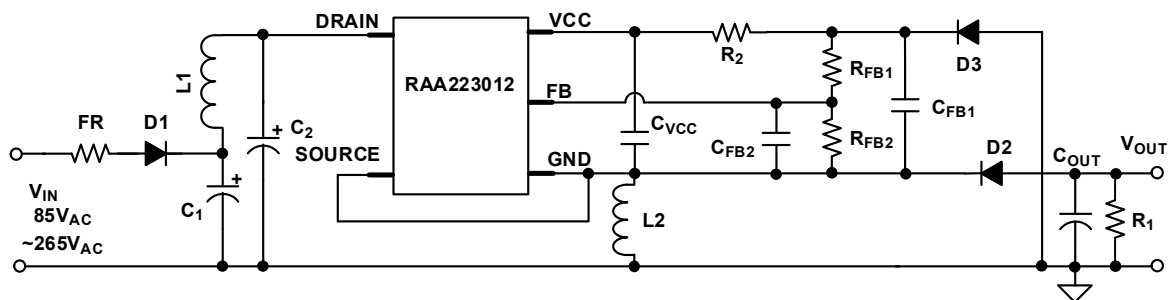 DRAIN
VCC
L1
RAA223012
R2
RFB1
D3
FB
CFB1
FR
D1
C2
+
CVCC
CFB2
RFB2
SOURCE
GND
D2
COUT
VOUT
+
C1
VIN
85VAC
~265VAC
L2
R1